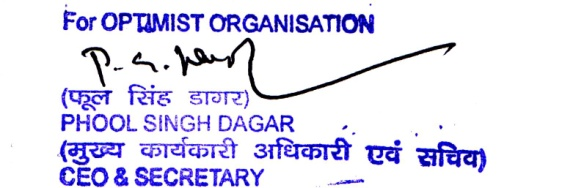 For OPTIMIST ORGANISATION
(फूल सिंह डागर)
PHOOL SINGH DAGAR
(मुख्य कार्यकारी अधिकारी एवं सचिव)
CEO & SECRETARY